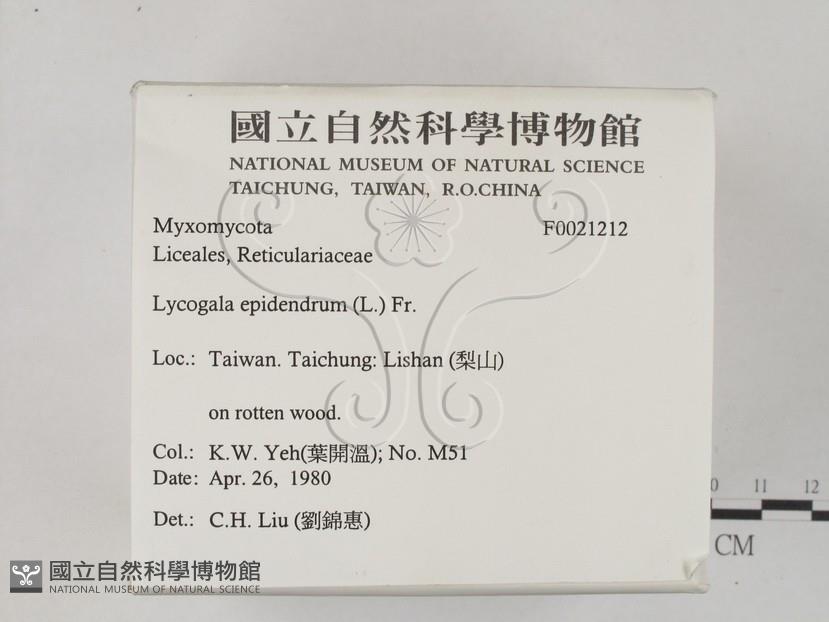 國立自然科學博物館
NATIONAL MUSEUM OF NATURAL SCIENCE
TAICHUNG, TAIWAN, R.O.CHINA
Myxomycota F0021212
Liceales, Reticulariaceae
Lycogala epidendrum (L.) Fr.
Loc.: Taiwan. Taichung: Lishan (梨山)
on rotten wood.
Col.: K.W. Yeh(葉開溫); No. M51
Date: Apr. 26, 1980
Det.: C.H. Liu (劉錦惠)
0 11 12
CM
國立自然科學博物館
NATIONAL MUSEUM OF NATURAL SCIENCE